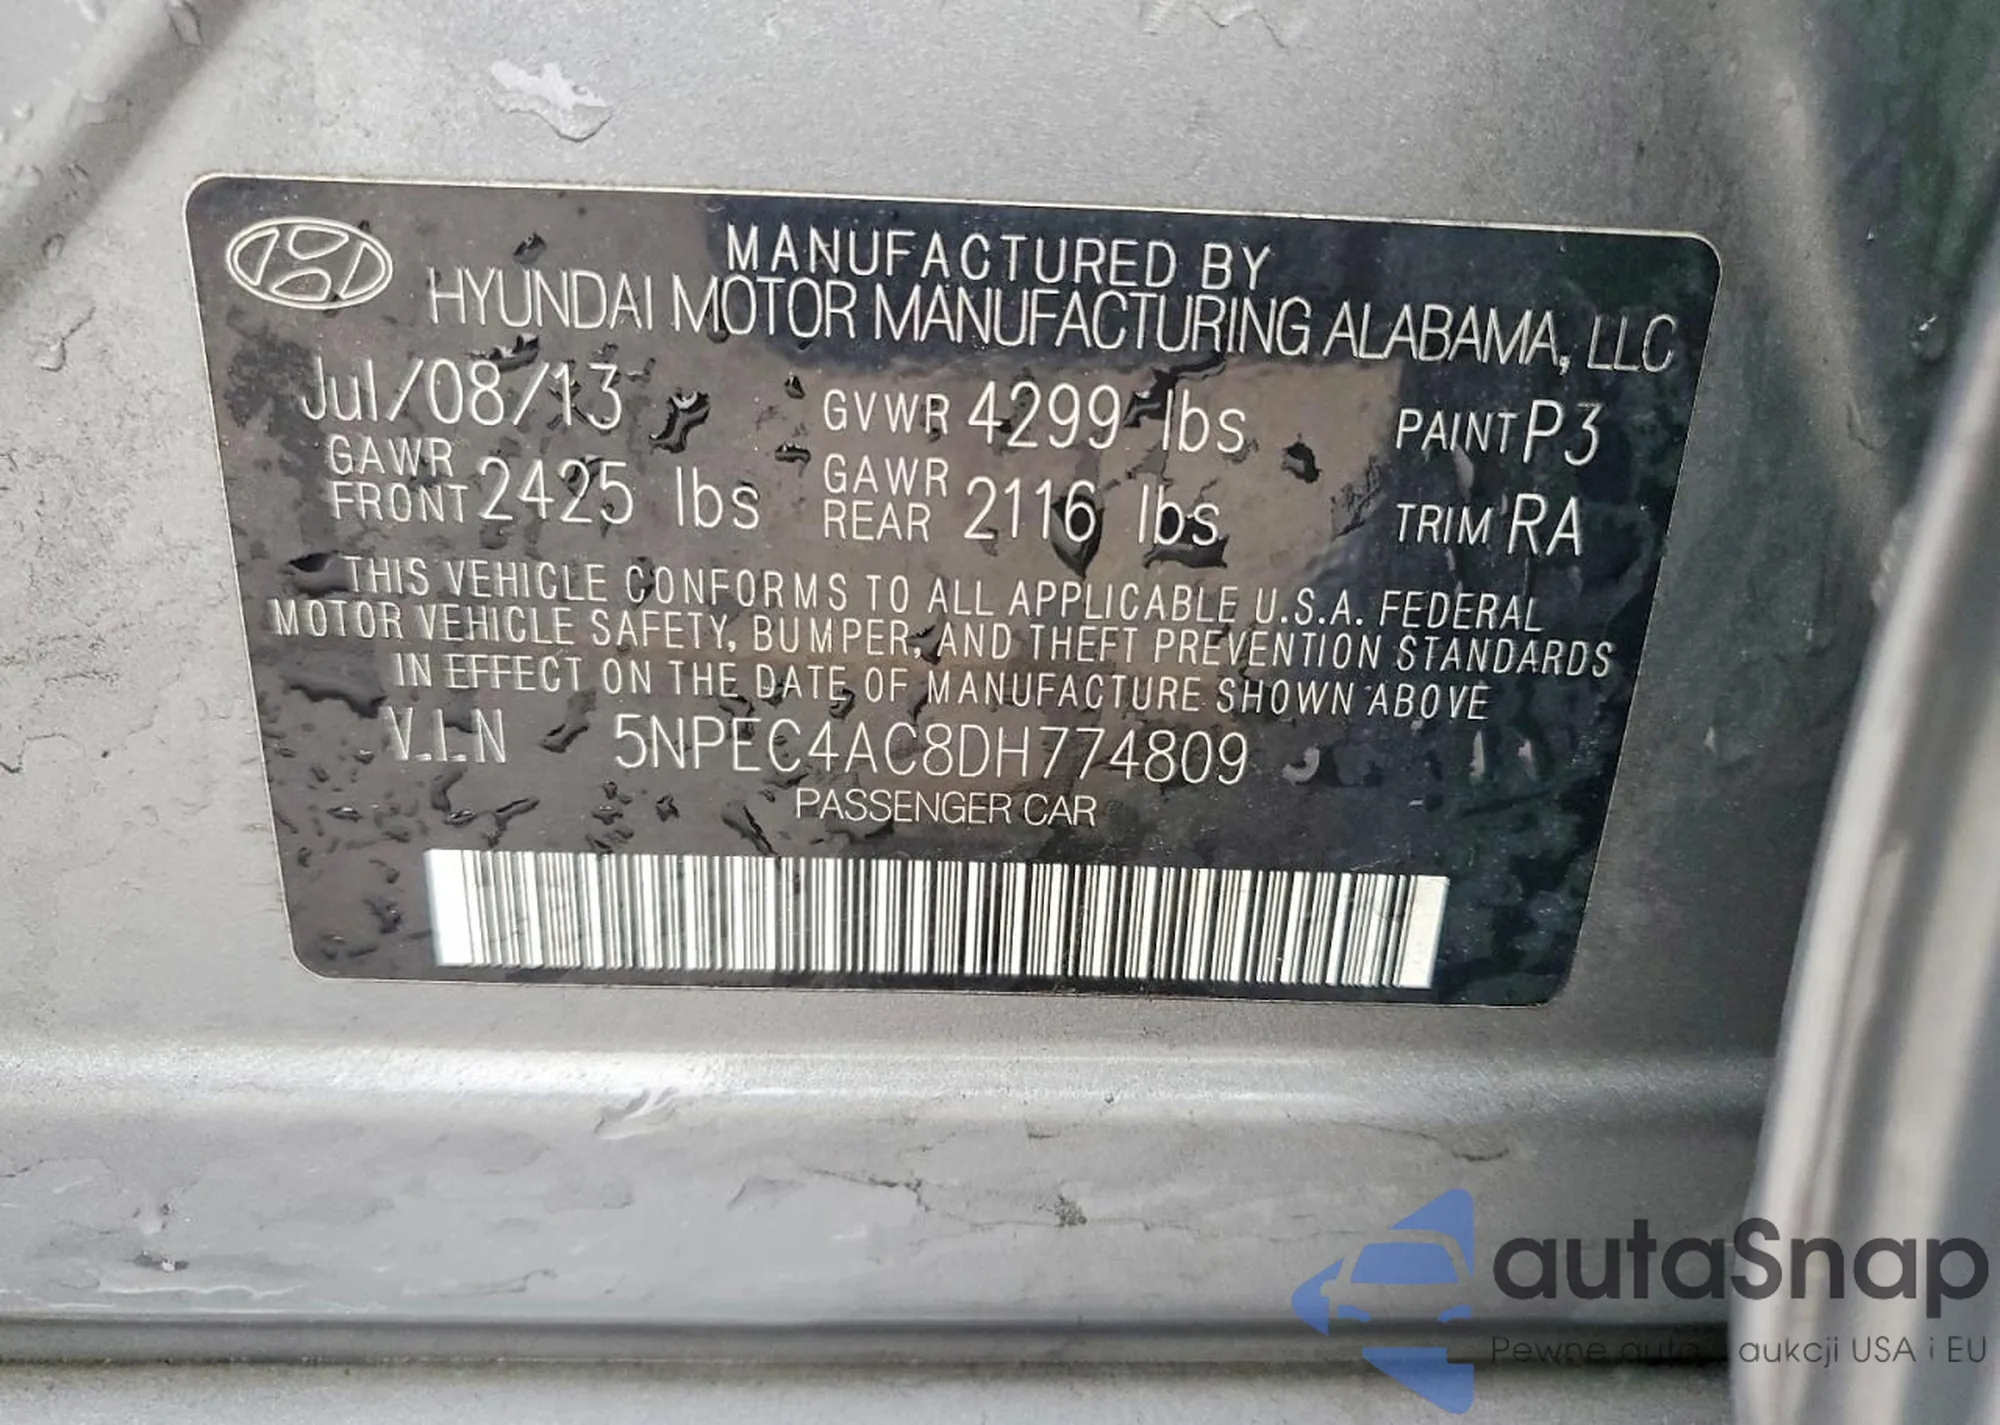 MANUFACTURED BY
HYUNDAI MOTOR MANUFACTURING ALABAMA, LLC
Jul/08/13 GVWR 4299 lbs PAINT P3
GAWR FRONT 2425 lbs GAWR REAR 2116 lbs TRIM RA
THIS VEHICLE CONFORMS TO ALL APPLICABLE U.S.A. FEDERAL
MOTOR VEHICLE SAFETY, BUMPER, AND THEFT PREVENTION STANDARDS
IN EFFECT ON THE DATE OF MANUFACTURE SHOWN ABOVE
V.I.N 5NPEC4AC8DH774809
PASSENGER CAR
autaSnap
Pewne auta aukcji USA i EU